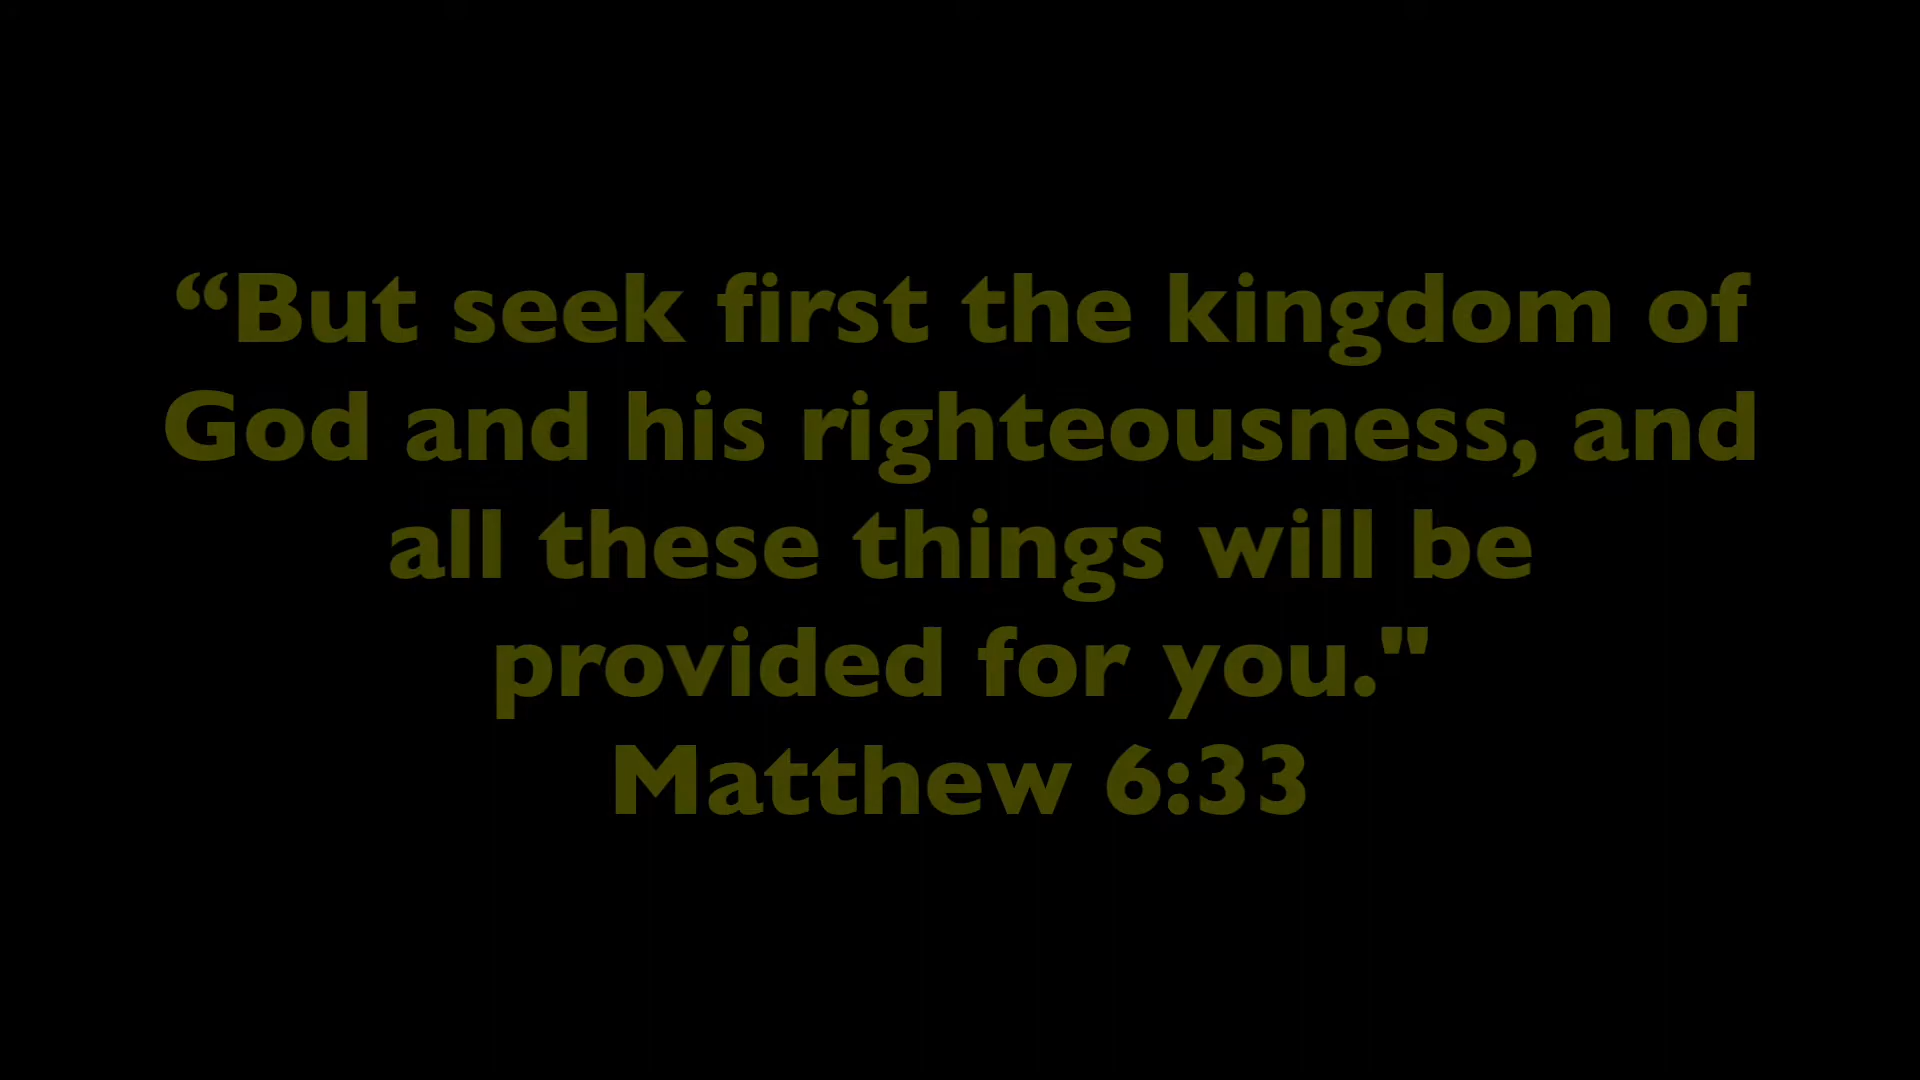 “But seek first the kingdom of
God and his righteousness, and
all these things will be
provided for you."
Matthew 6:33